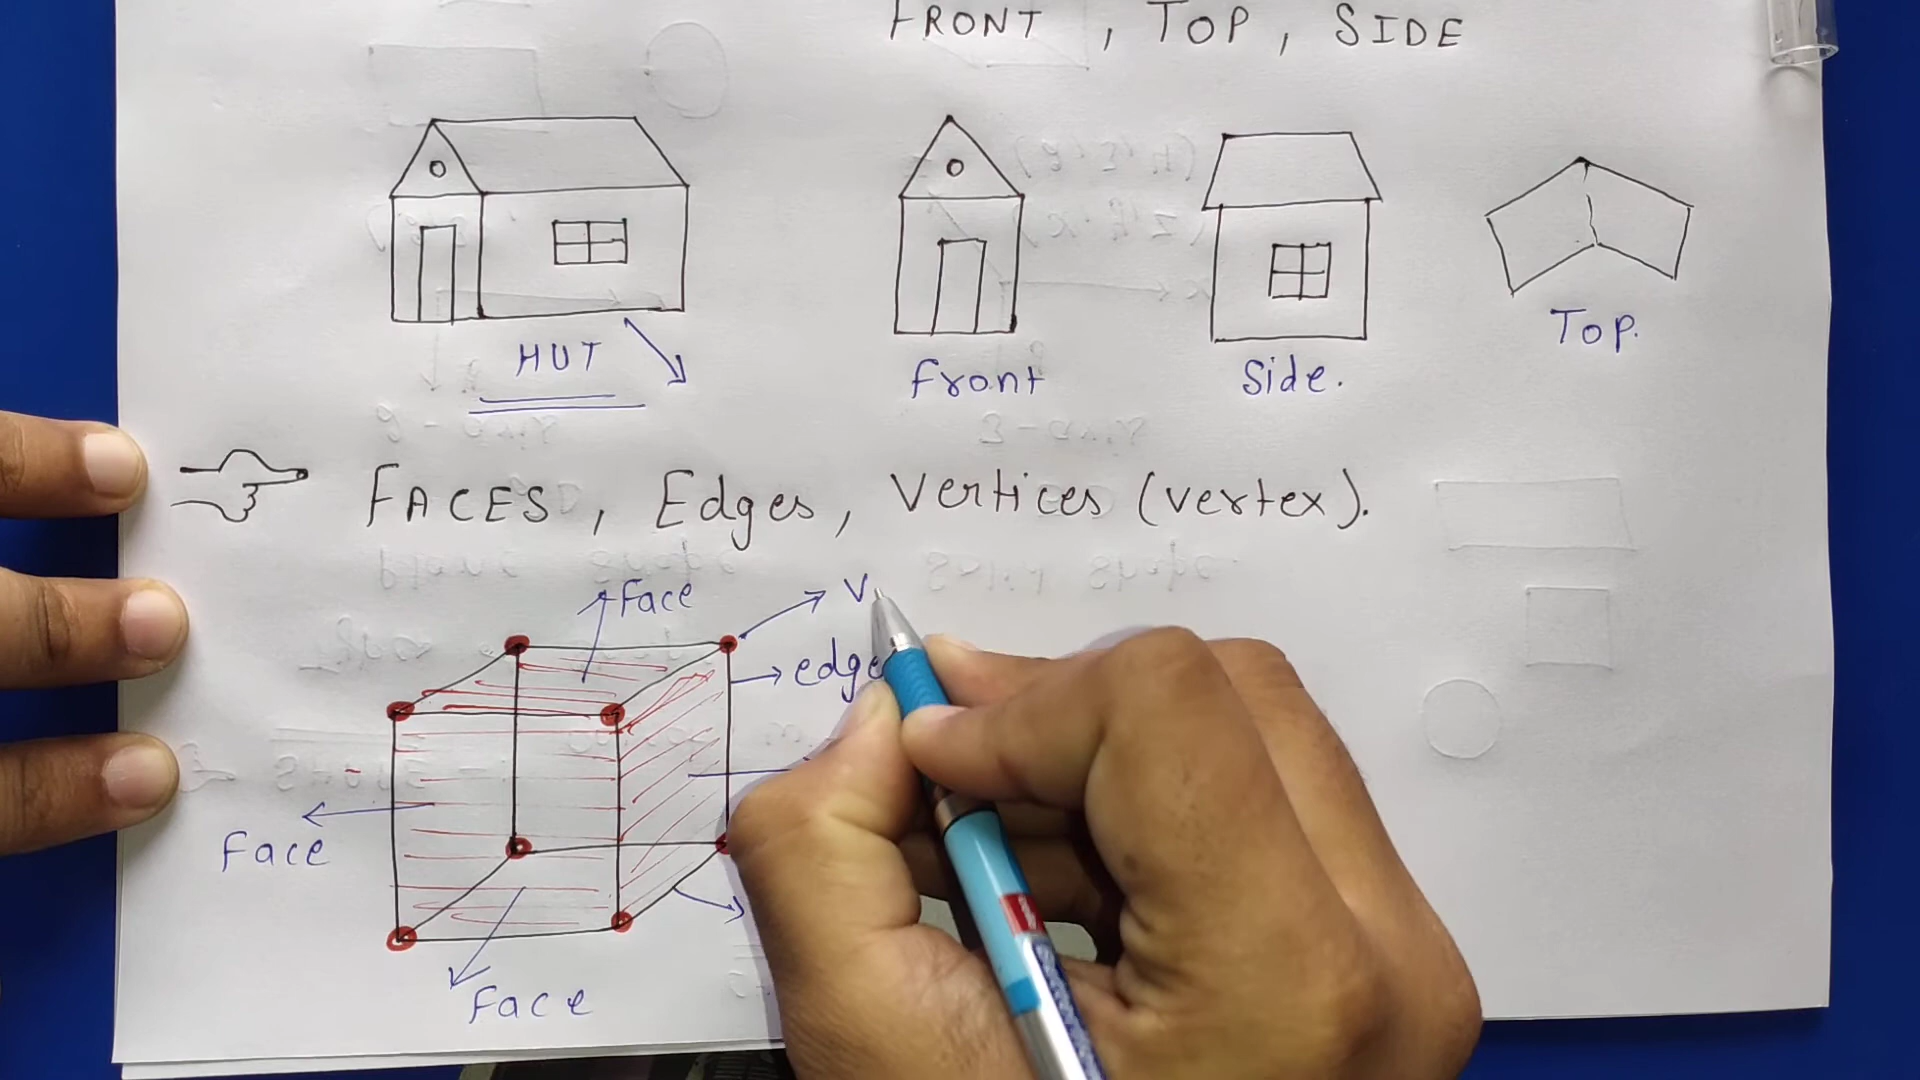 FRONT, TOP, SIDE
HUT
front
Side.
Top.
FACES, Edges, Vertices (vertex).
Face
V
edge
Face
Face